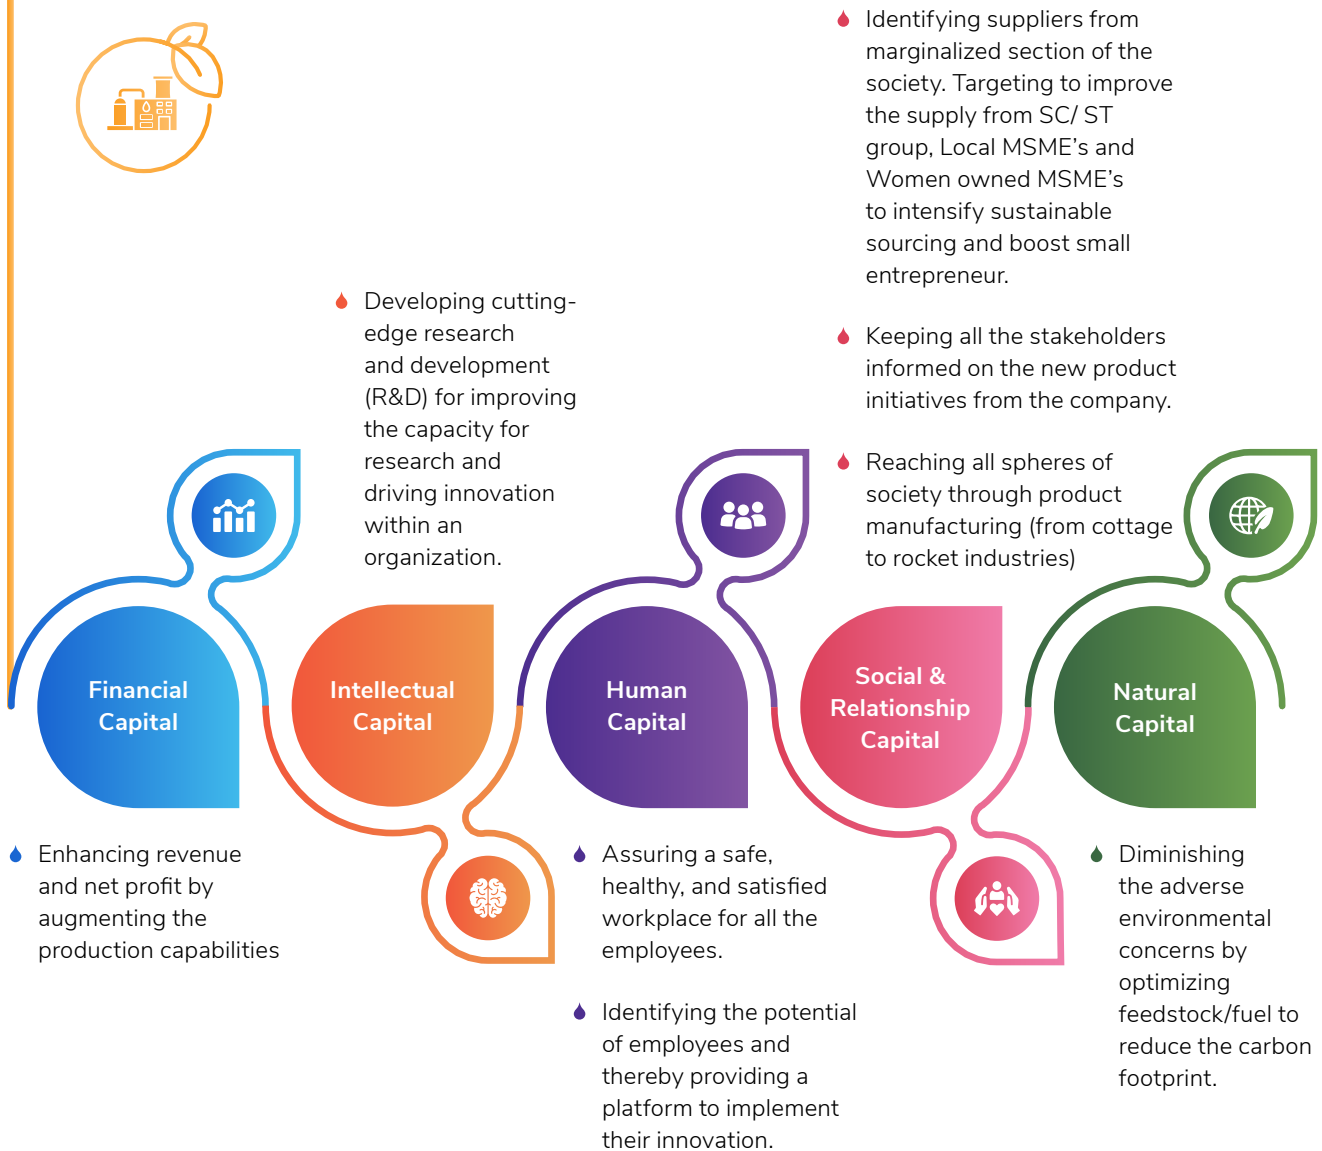 Identifying suppliers from
marginalized section of the
society. Targeting to improve
the supply from SC/ ST
group, Local MSME’s and
Women owned MSME’s
to intensify sustainable
sourcing and boost small
entrepreneur.
Keeping all the stakeholders
informed on the new product
initiatives from the company.
Reaching all spheres of
society through product
manufacturing (from cottage
to rocket industries)
Developing cutting-
edge research
and development
(R&D) for improving
the capacity for
research and
driving innovation
within an
organization.
Financial
Capital
Intellectual
Capital
Human
Capital
Social &
Relationship
Capital
Natural
Capital
Enhancing revenue
and net profit by
augmenting the
production capabilities
Assuring a safe,
healthy, and satisfied
workplace for all the
employees.
Identifying the potential
of employees and
thereby providing a
platform to implement
their innovation.
Diminishing
the adverse
environmental
concerns by
optimizing
feedstock/fuel to
reduce the carbon
footprint.